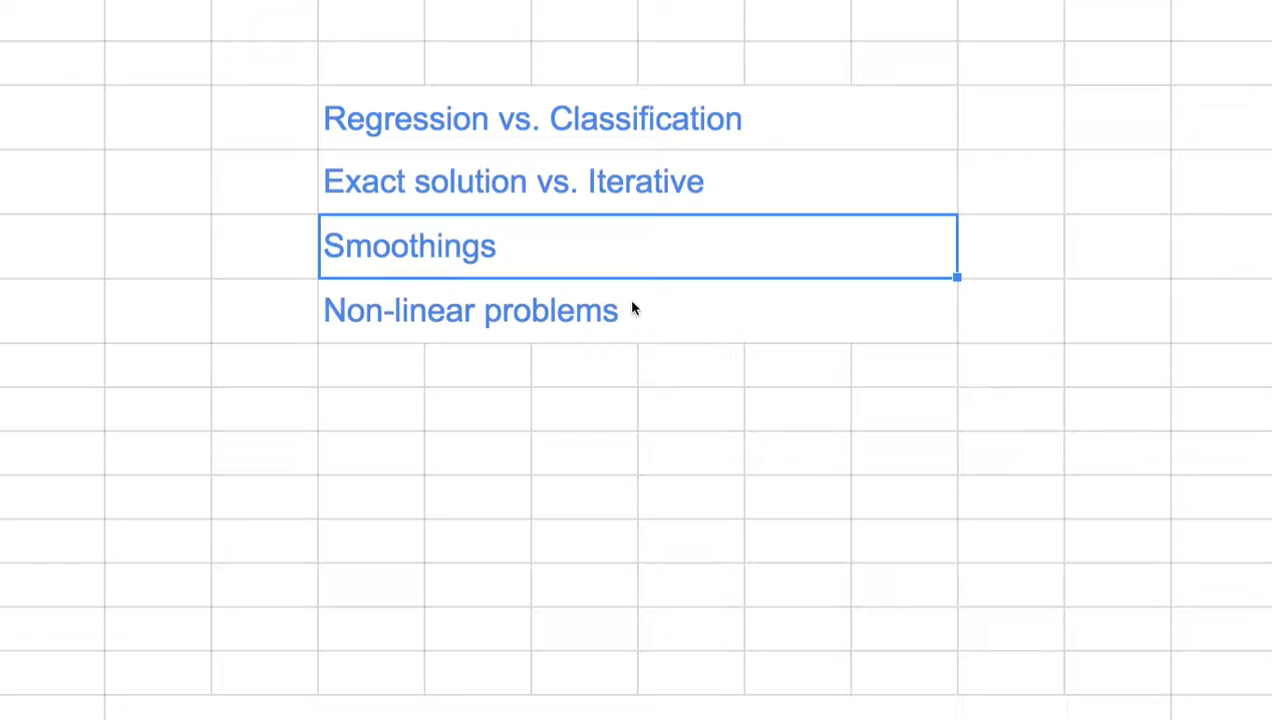 Regression vs. Classification
Exact solution vs. Iterative
Smoothings
Non-linear problems